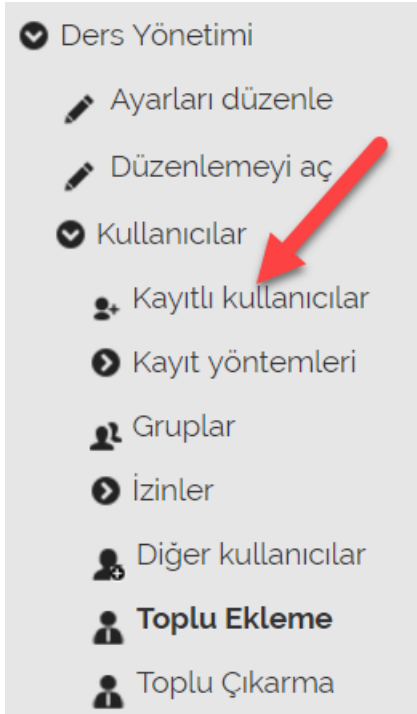 Ders Yönetimi
Ayarları düzenle
Düzenlemeyi aç
Kullanıcılar
Kayıtlı kullanıcılar
Kayıt yöntemleri
Gruplar
İzinler
Diğer kullanıcılar
Toplu Ekleme
Toplu Çıkarma